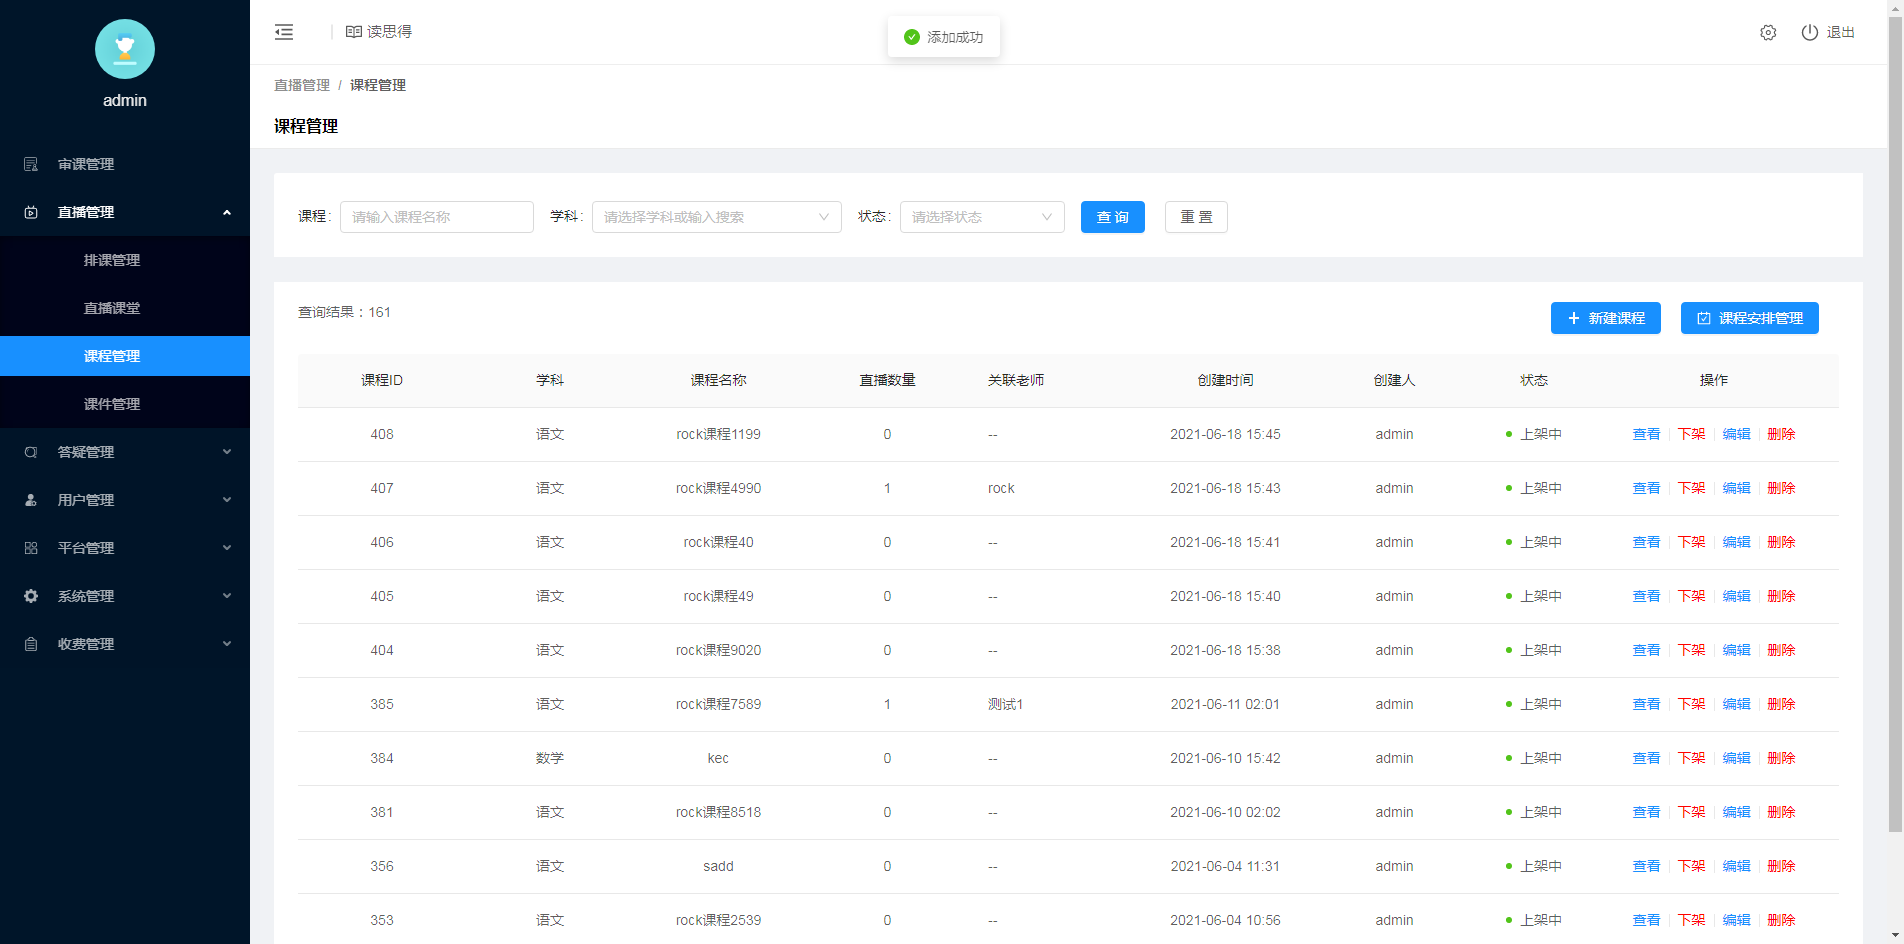 读思得
添加成功
退出
admin
直播管理 / 课程管理
课程管理
审课管理
直播管理
排课管理
直播课堂
课程管理
课件管理
答疑管理
用户管理
平台管理
系统管理
收费管理
课程: 请输入课程名称 学科: 请选择学科或输入搜索 状态: 请选择状态 查 询 重 置
查询结果：161 新建课程 课程安排管理
课程ID 学科 课程名称 直播数量 关联老师 创建时间 创建人 状态 操作
408 语文 rock课程1199 0 -- 2021-06-18 15:45 admin 上架中 查看 下架 编辑 删除
407 语文 rock课程4990 1 rock 2021-06-18 15:43 admin 上架中 查看 下架 编辑 删除
406 语文 rock课程40 0 -- 2021-06-18 15:41 admin 上架中 查看 下架 编辑 删除
405 语文 rock课程49 0 -- 2021-06-18 15:40 admin 上架中 查看 下架 编辑 删除
404 语文 rock课程9020 0 -- 2021-06-18 15:38 admin 上架中 查看 下架 编辑 删除
385 语文 rock课程7589 1 测试1 2021-06-11 02:01 admin 上架中 查看 下架 编辑 删除
384 数学 kec 0 -- 2021-06-10 15:42 admin 上架中 查看 下架 编辑 删除
381 语文 rock课程8518 0 -- 2021-06-10 02:02 admin 上架中 查看 下架 编辑 删除
356 语文 sadd 0 -- 2021-06-04 11:31 admin 上架中 查看 下架 编辑 删除
353 语文 rock课程2539 0 -- 2021-06-04 10:56 admin 上架中 查看 下架 编辑 删除